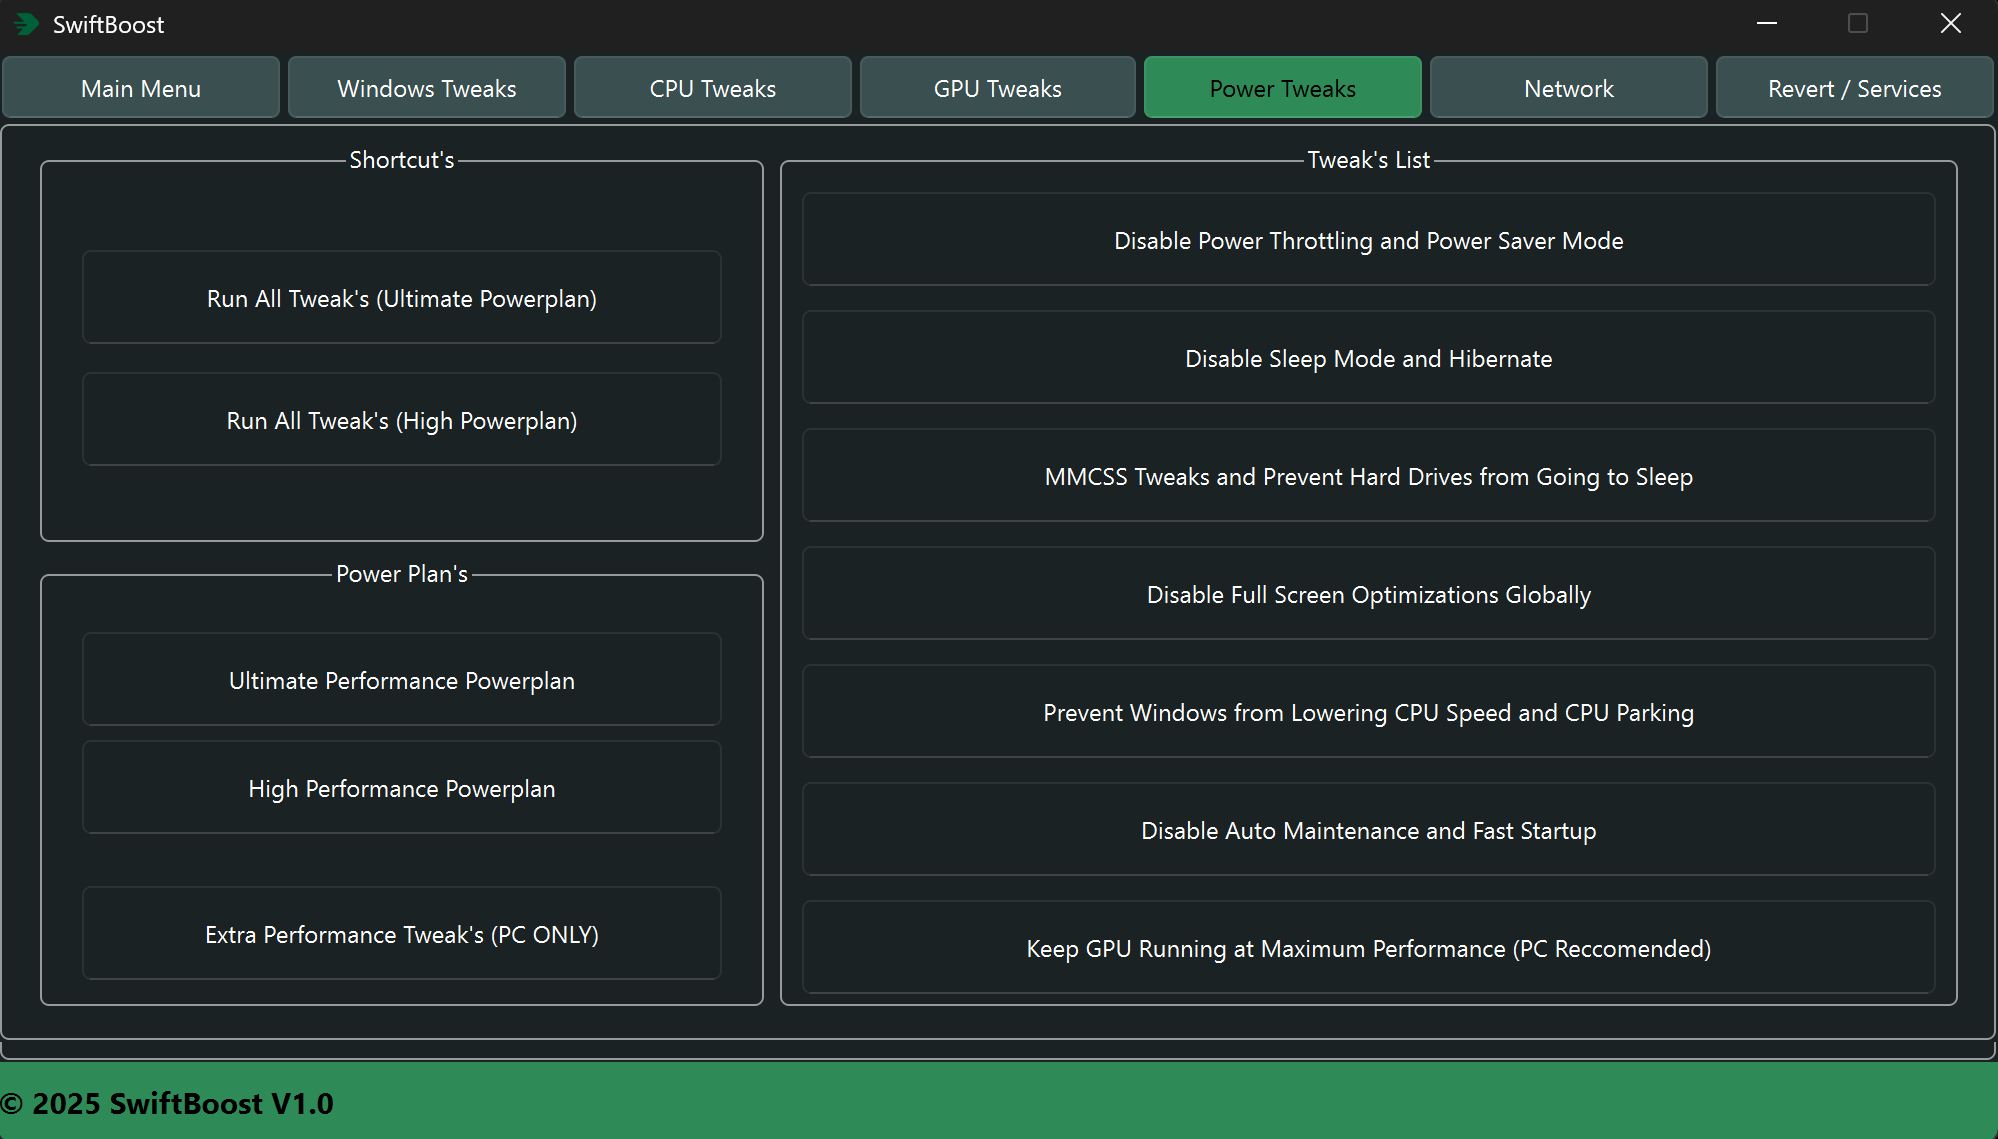 SwiftBoost
Main Menu
Windows Tweaks
CPU Tweaks
GPU Tweaks
Power Tweaks
Network
Revert / Services
Shortcut's
Run All Tweak's (Ultimate Powerplan)
Run All Tweak's (High Powerplan)
Power Plan's
Ultimate Performance Powerplan
High Performance Powerplan
Extra Performance Tweak's (PC ONLY)
Tweak's List
Disable Power Throttling and Power Saver Mode
Disable Sleep Mode and Hibernate
MMCSS Tweaks and Prevent Hard Drives from Going to Sleep
Disable Full Screen Optimizations Globally
Prevent Windows from Lowering CPU Speed and CPU Parking
Disable Auto Maintenance and Fast Startup
Keep GPU Running at Maximum Performance (PC Reccomended)
© 2025 SwiftBoost V1.0